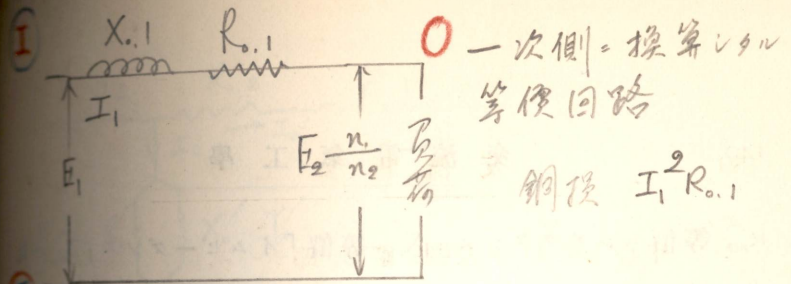 I
X₀.₁ R₀.₁
O
一次側ニ換算シタル
等價回路
I₁
E₁
E₂ n₁/n₂
負荷
銅損 I₁²R₀.₁